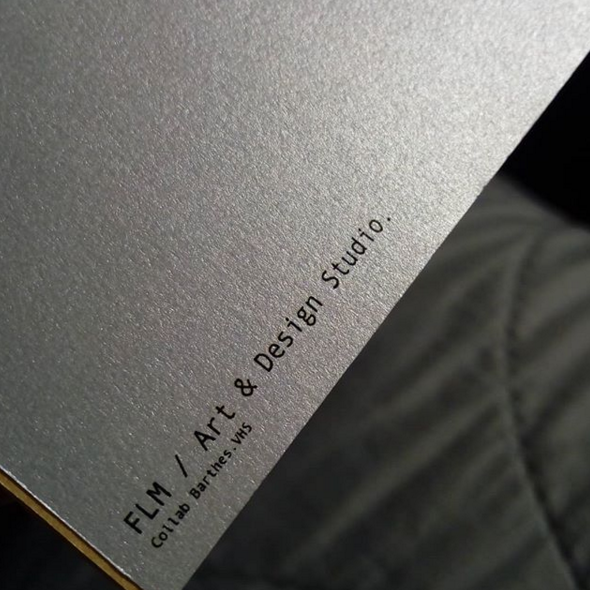 FLM / Art & Design Studio.
Collab Barthes.VHS